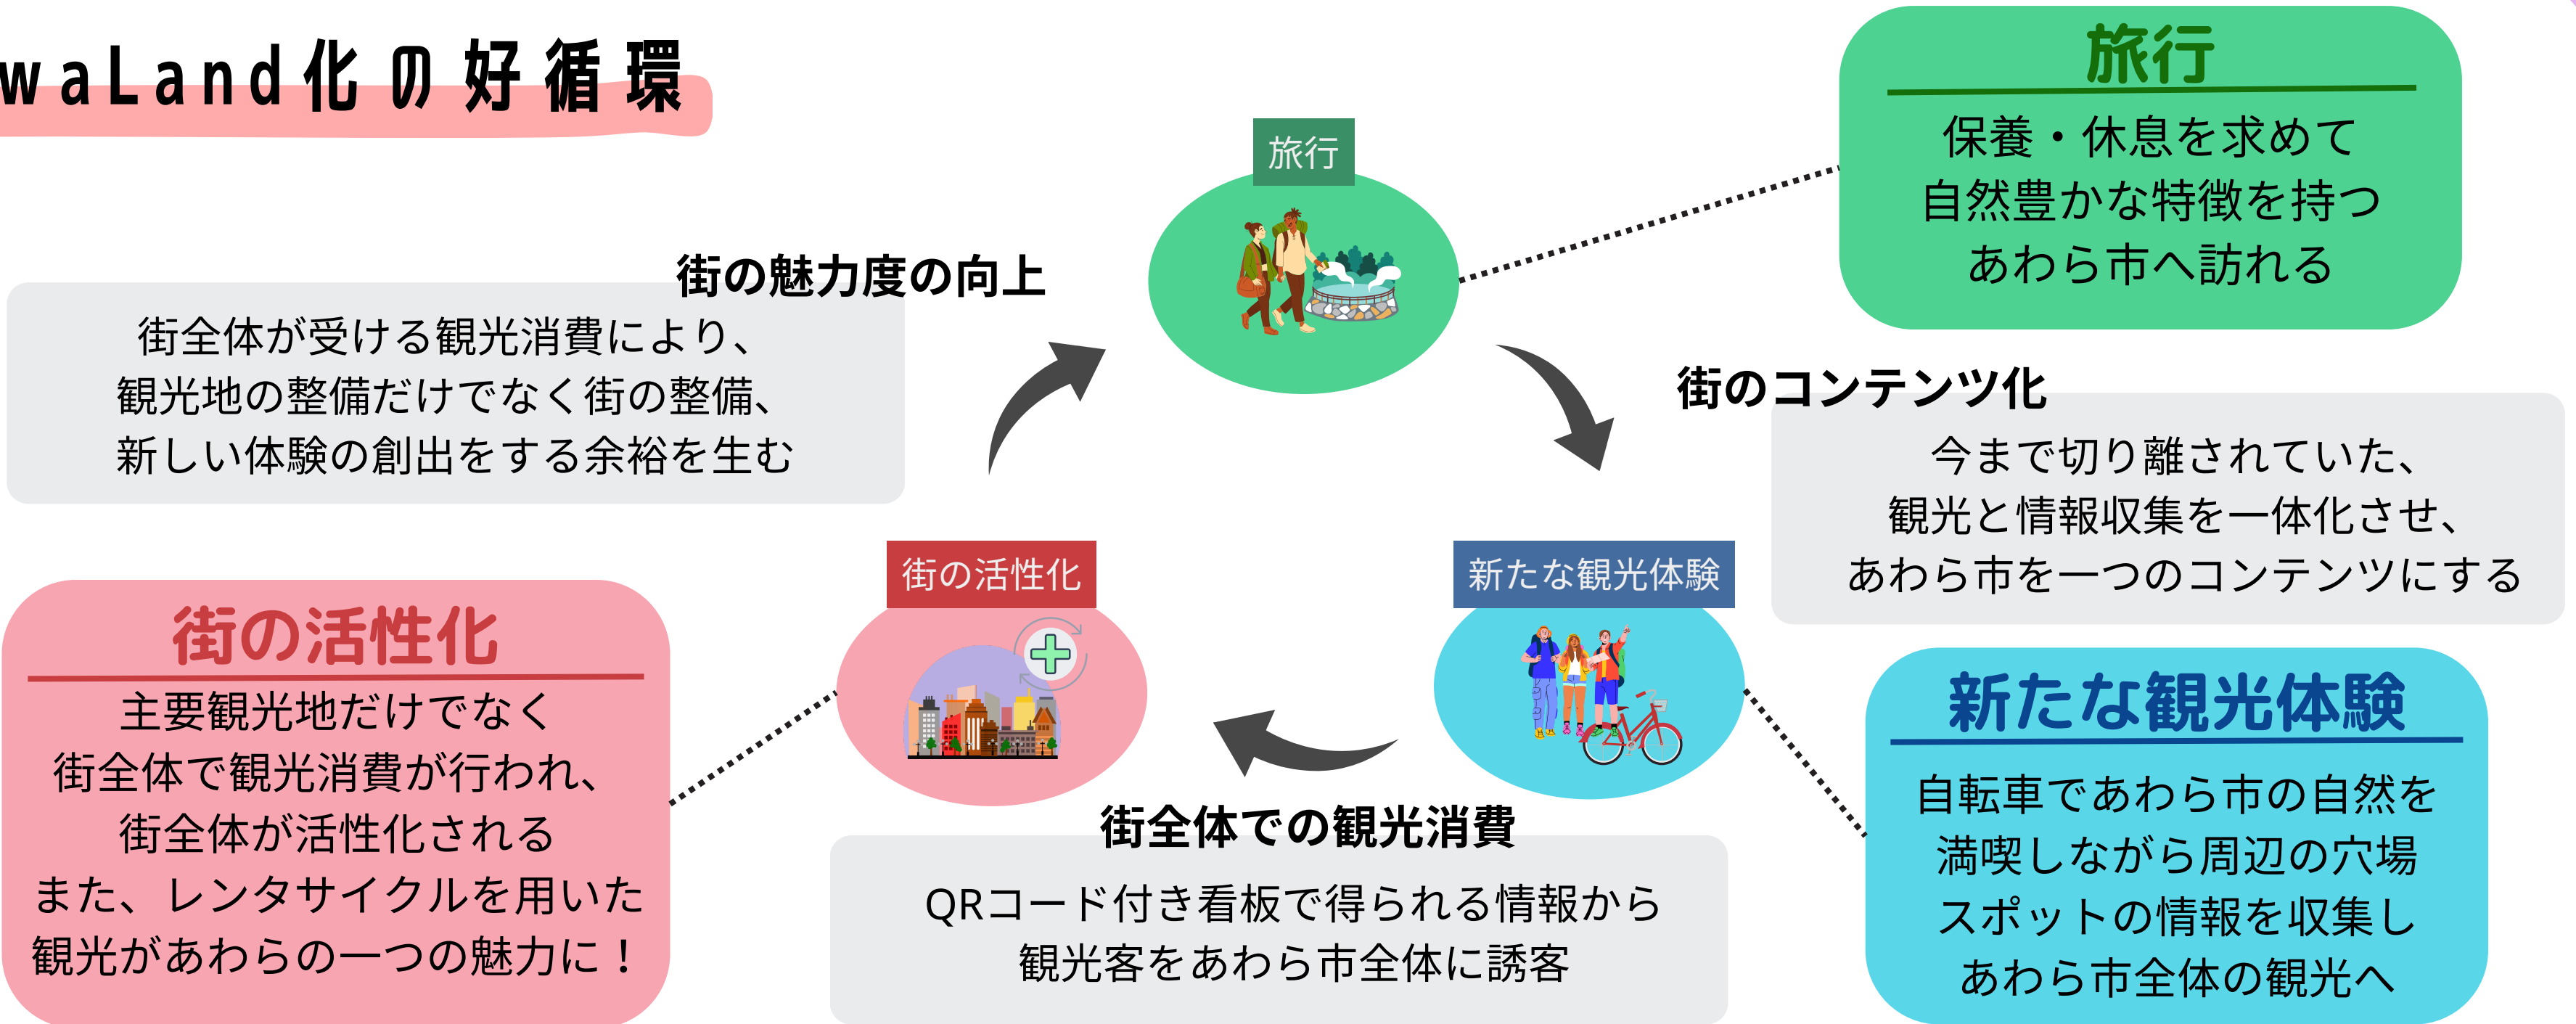 waLand化の好循環
旅行
保養・休息を求めて
自然豊かな特徴を持つ
あわら市へ訪れる
旅行
街の魅力度の向上
街全体が受ける観光消費により、
観光地の整備だけでなく街の整備、
新しい体験の創出をする余裕を生む
街のコンテンツ化
今まで切り離されていた、
観光と情報収集を一体化させ、
あわら市を一つのコンテンツにする
街の活性化
新たな観光体験
街の活性化
主要観光地だけでなく
街全体で観光消費が行われ、
街全体が活性化される
また、レンタサイクルを用いた
観光があわらの一つの魅力に！
新たな観光体験
自転車であわら市の自然を
満喫しながら周辺の穴場
スポットの情報を収集し
あわら市全体の観光へ
街全体での観光消費
QRコード付き看板で得られる情報から
観光客をあわら市全体に誘客